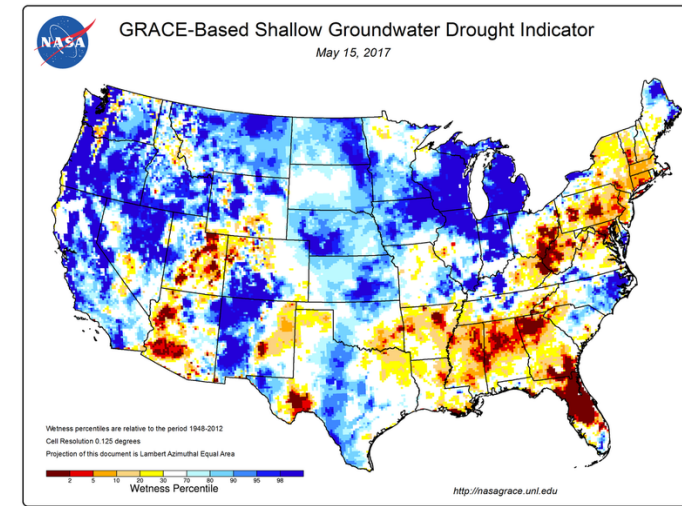 NASA
GRACE-Based Shallow Groundwater Drought Indicator
May 15, 2017
Wetness percentiles are relative to the period 1948-2012
Cell Resolution 0.125 degrees
Projection of this document is Lambert Azimuthal Equal Area
2 5 10 20 30 70 80 90 95 98
Wetness Percentile
http://nasagrace.unl.edu